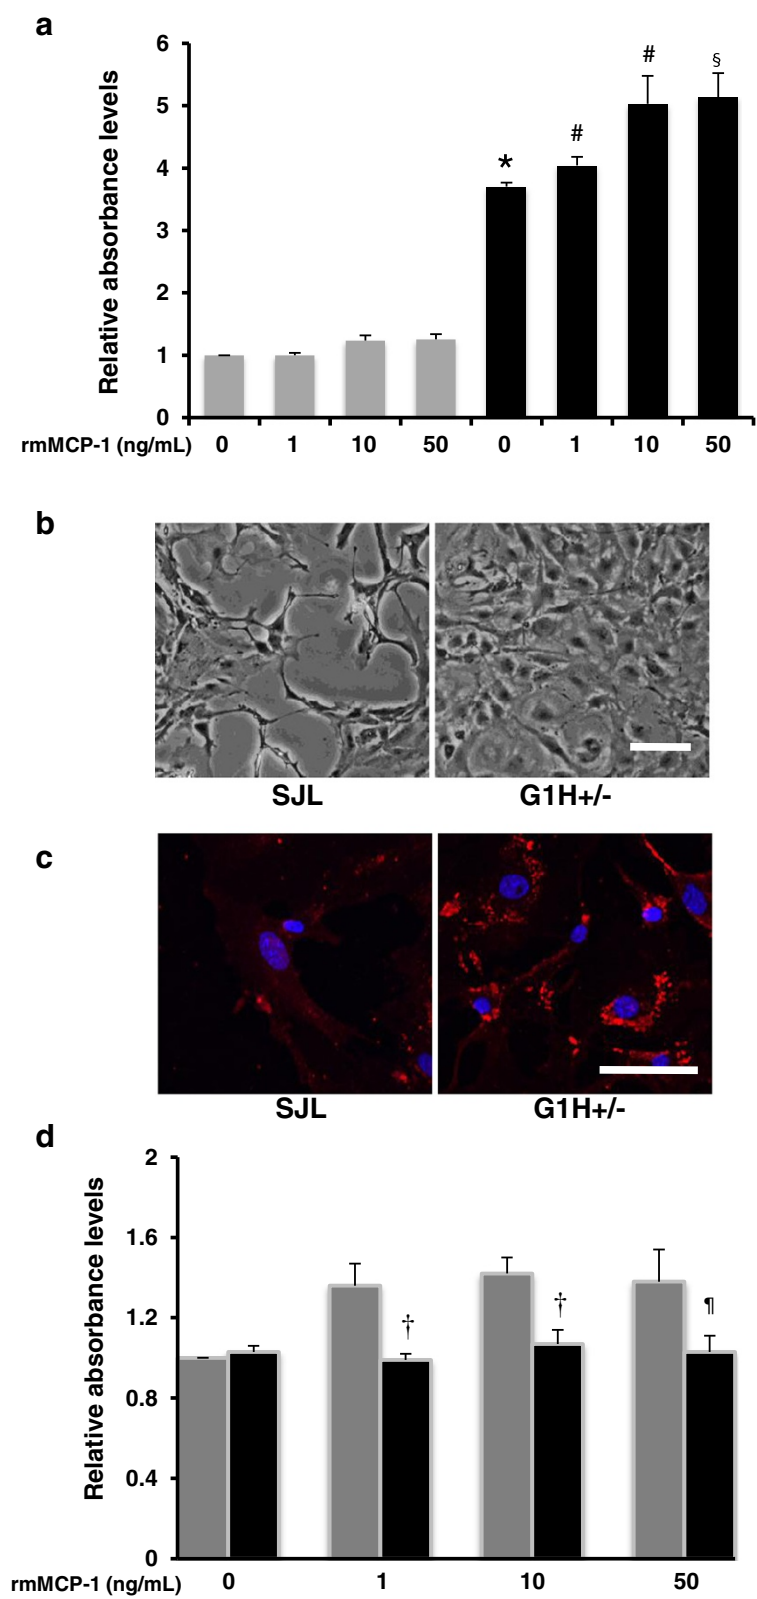 a
Relative absorbance levels
6
5
4
3
2
1
0
* # # §
rmMCP-1 (ng/mL) 0 1 10 50 0 1 10 50
b
SJL G1H+/-
c
SJL G1H+/-
d
Relative absorbance levels
2
1.6
1.2
0.8
0.4
0
† † ¶
rmMCP-1 (ng/mL) 0 1 10 50